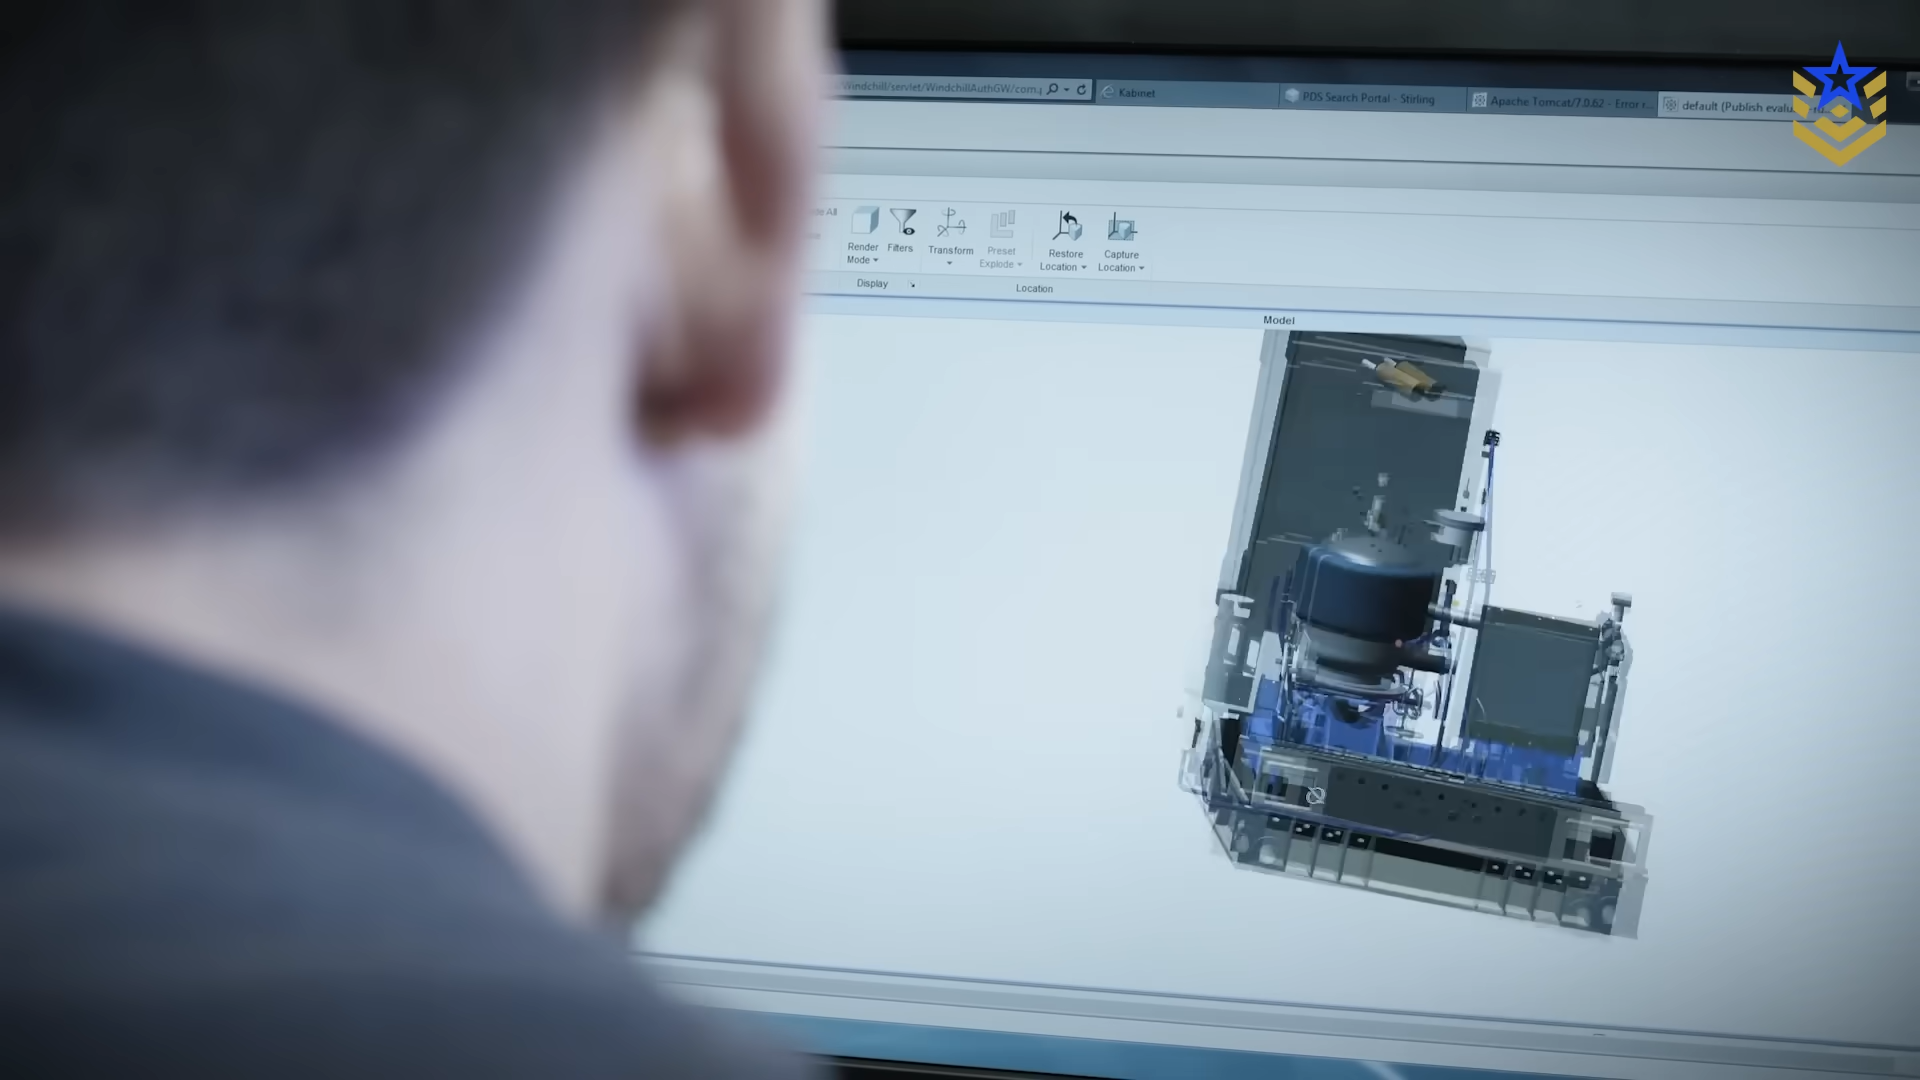 Windchill/servlet/WindchillAuthGW/com.
Kabinet
PDS Search Portal - Stirling
Apache Tomcat/7.0.62 - Error r...
default (Publish evalu
All
Render
Mode
Filters
Transform
Preset
Explode
Restore
Location
Capture
Location
Display
Location
Model